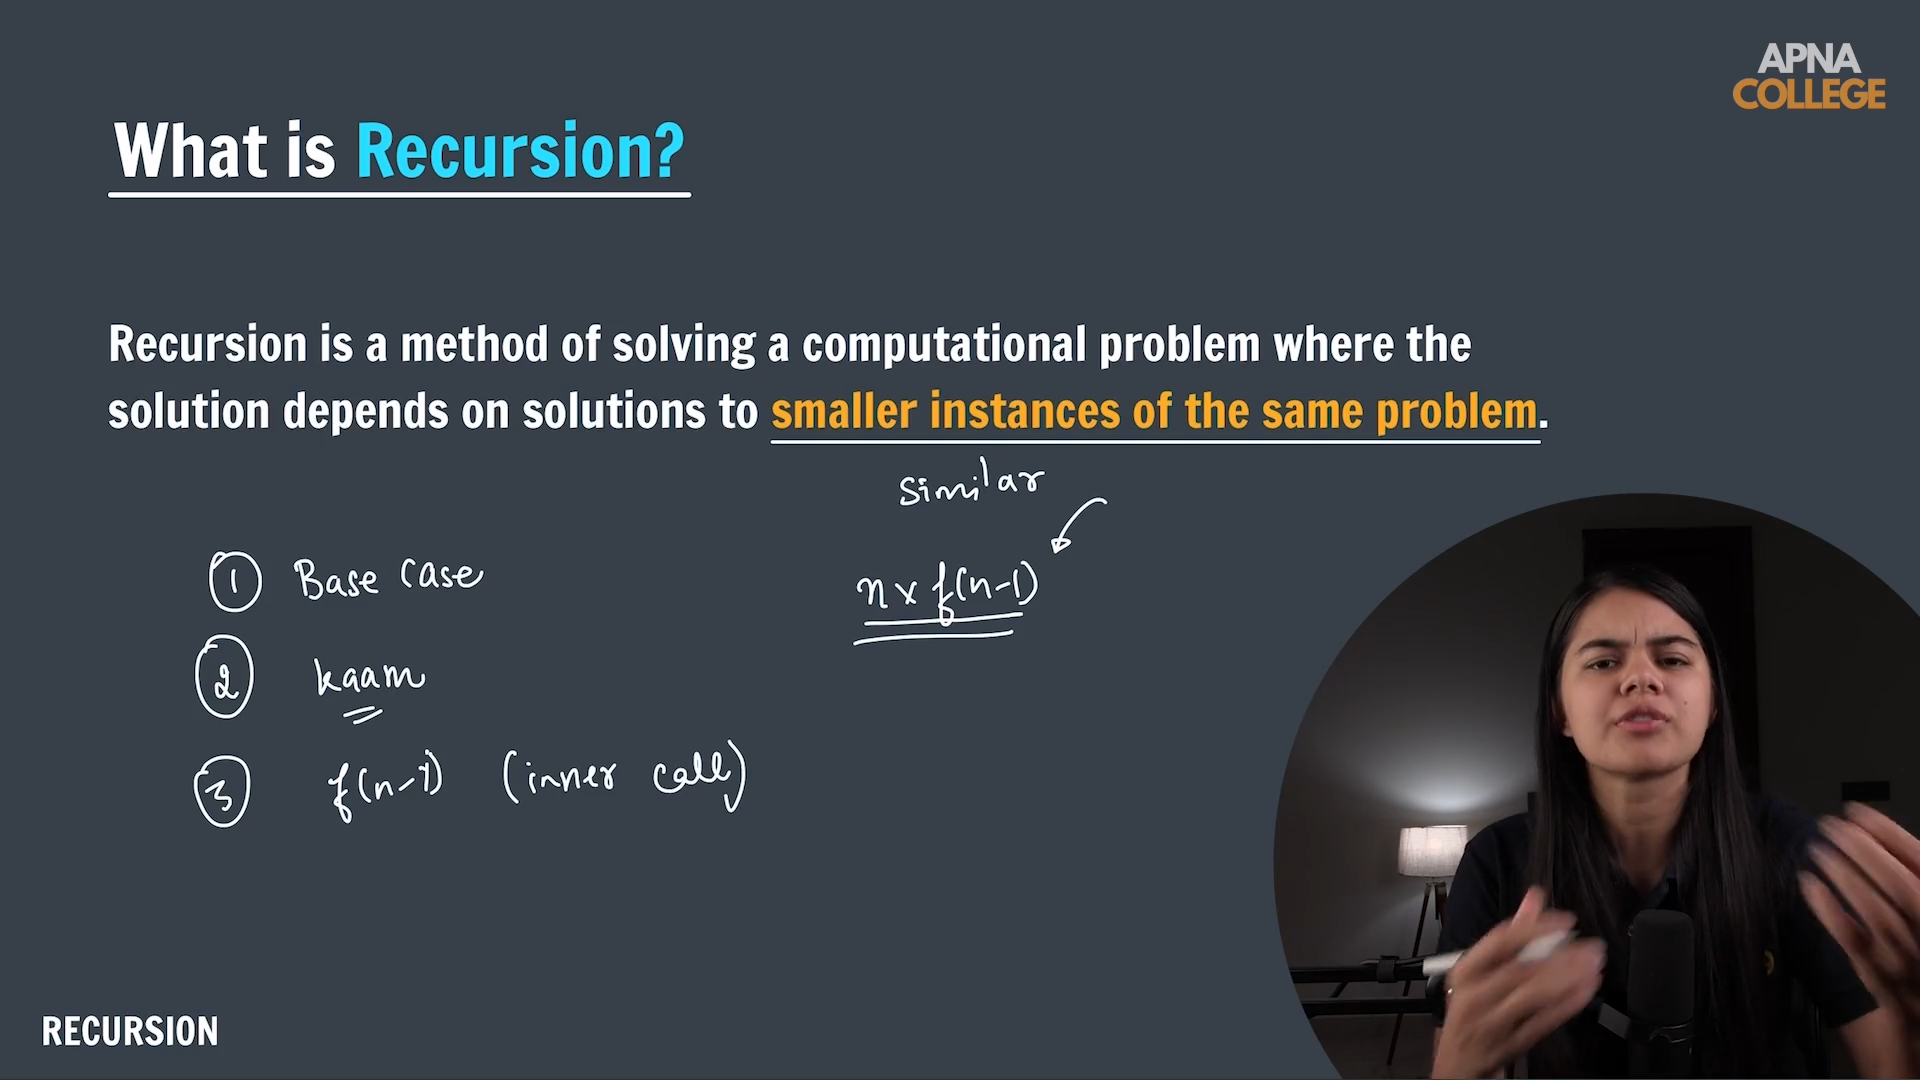 APNA
COLLEGE
What is Recursion?
Recursion is a method of solving a computational problem where the
solution depends on solutions to smaller instances of the same problem.
similar
① Base case
n x f(n-1)
② kaam
③ f(n-1) (inner call)
RECURSION